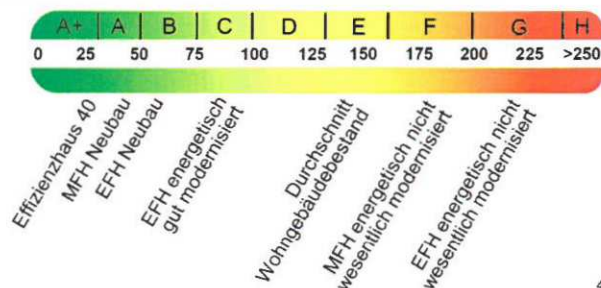 A+ A B C D E F G H
0 25 50 75 100 125 150 175 200 225 >250
Effizienzhaus 40
MFH Neubau
EFH Neubau
EFH energetisch
gut modernisiert
Durchschnitt
Wohngebäudebestand
MFH energetisch nicht
wesentlich modernisiert
EFH energetisch nicht
wesentlich modernisiert